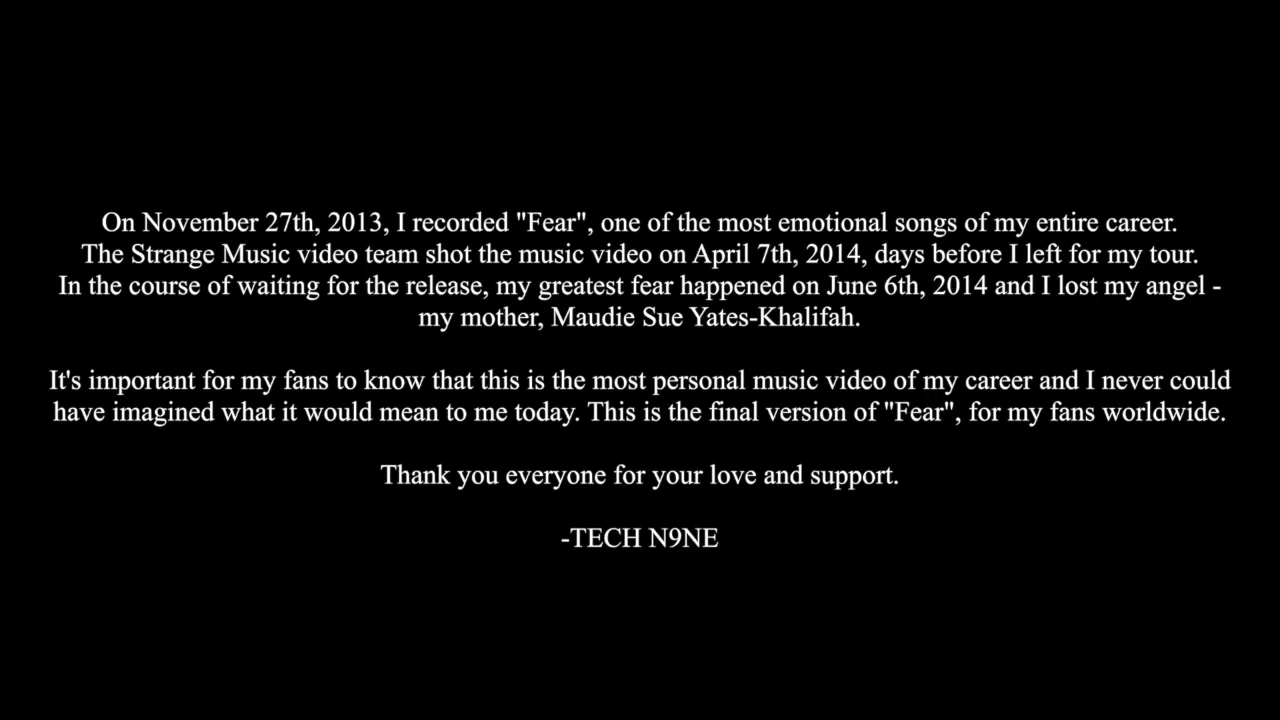 On November 27th, 2013, I recorded "Fear", one of the most emotional songs of my entire career.
The Strange Music video team shot the music video on April 7th, 2014, days before I left for my tour.
In the course of waiting for the release, my greatest fear happened on June 6th, 2014 and I lost my angel -
my mother, Maudie Sue Yates-Khalifah.
It's important for my fans to know that this is the most personal music video of my career and I never could
have imagined what it would mean to me today. This is the final version of "Fear", for my fans worldwide.
Thank you everyone for your love and support.
-TECH N9NE